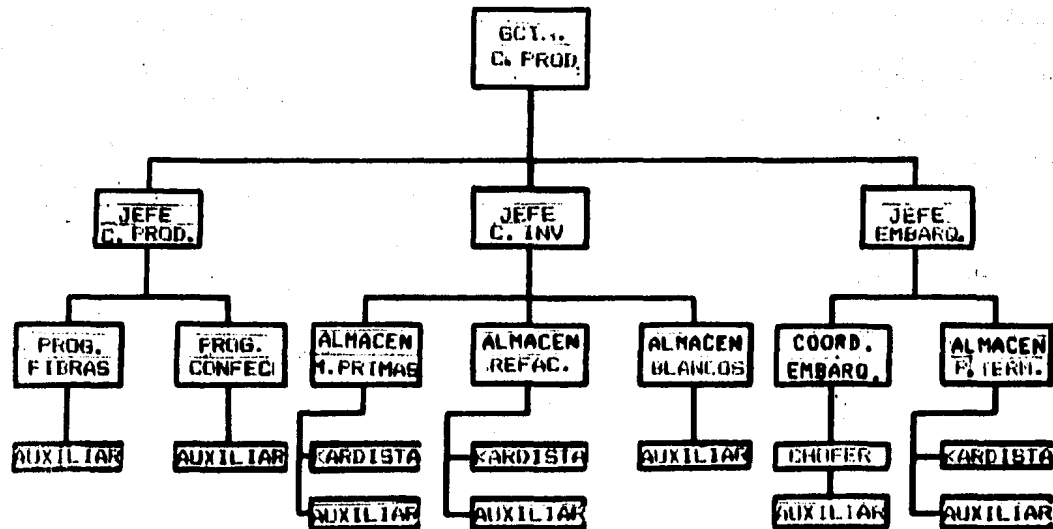 GCT.
C. PROD.
JEFE
C. PROD.
JEFE
C. INV
JEFE
EMBARQ.
PROG.
FIBRAS
PROG.
CONFECI
ALMACEN
M.PRIMAS
ALMACEN
REFAC.
ALMACEN
BLANCOS
COORD.
EMBARQ.
ALMACEN
P. TERM.
AUXILIAR
AUXILIAR
KARDISTA
KARDISTA
AUXILIAR
CHOFER
KARDISTA
AUXILIAR
AUXILIAR
AUXILIAR
AUXILIAR